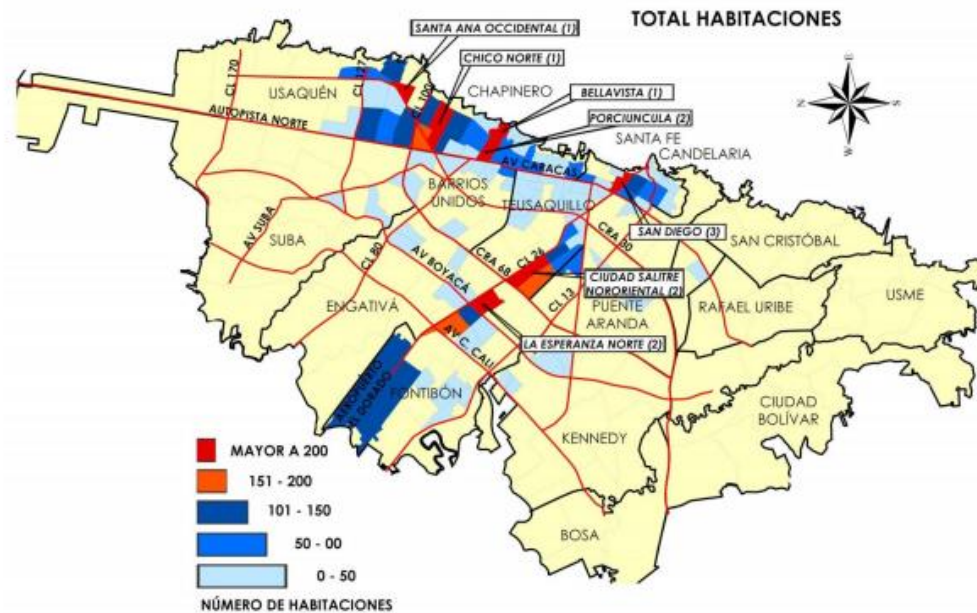 TOTAL HABITACIONES
SANTA ANA OCCIDENTAL (1)
CHICO NORTE (1)
CHAPINERO
BELLAVISTA (1)
PORCIUNCULA (2)
SANTA FE
CANDELARIA
E
N
S
W
CL 170
CL 127
USAQUÉN
CL 100
AUTOPISTA NORTE
AV CARACAS
BARRIOS
UNIDOS
TEUSAQUILLO
SAN DIEGO (3)
AV SUBA
SUBA
CL 80
AV BOYACÁ
CRA 68
CL 26
CRA 30
SAN CRISTÓBAL
CIUDAD SALITRE
NORORIENTAL (2)
ENGATIVÁ
CL 13
PUENTE
ARANDA
RAFAEL URIBE
USME
AV C. CALI
LA ESPERANZA NORTE (2)
AEROPUERTO
EL DORADO
FONTIBÓN
CIUDAD
BOLÍVAR
KENNEDY
BOSA
MAYOR A 200
151 - 200
101 - 150
50 - 00
0 - 50
NÚMERO DE HABITACIONES